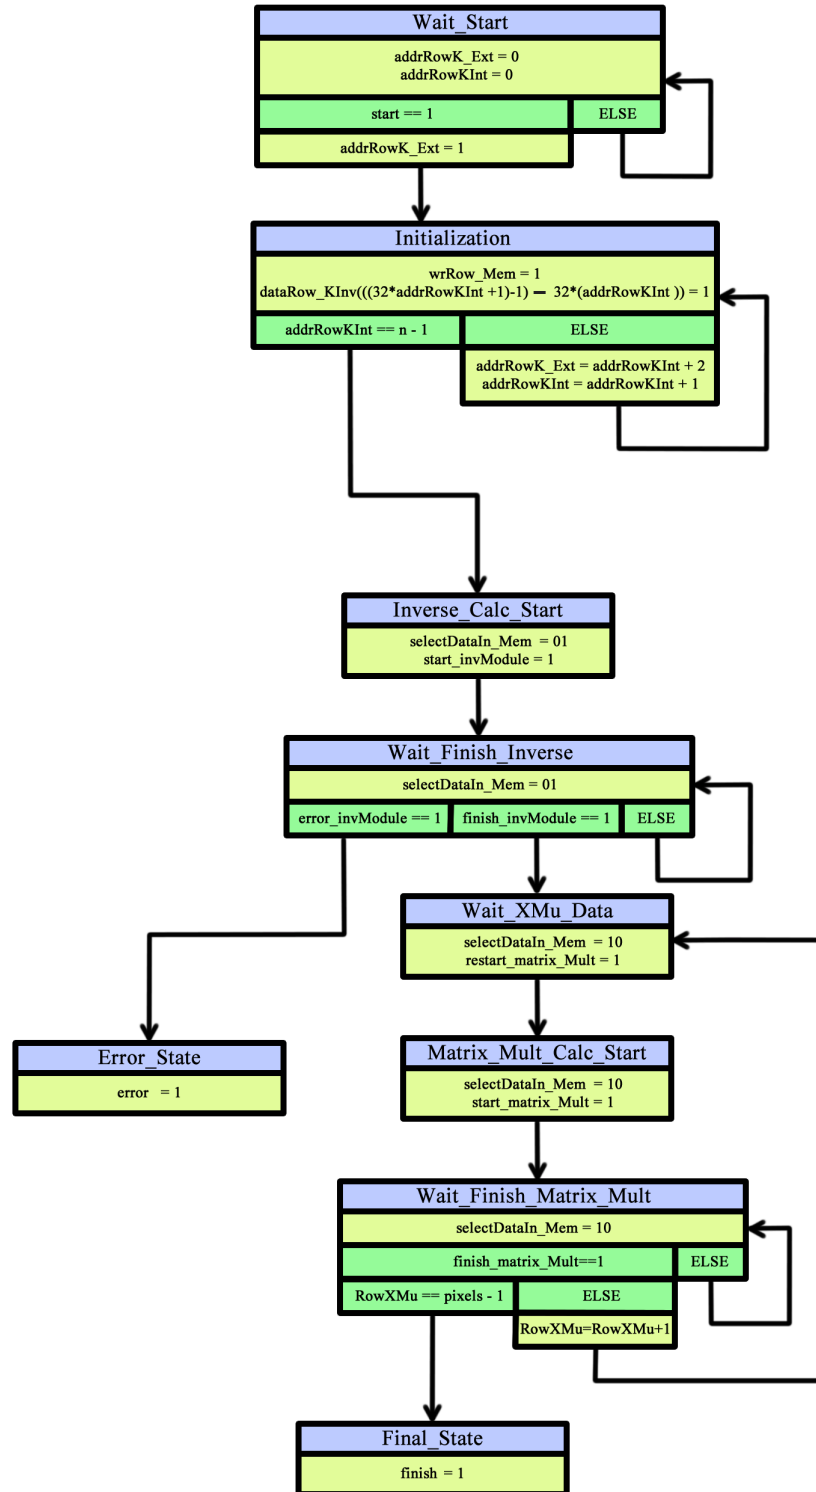 Wait_Start
addrRowK_Ext = 0
addrRowKInt = 0
start == 1
ELSE
addrRowK_Ext = 1
Initialization
wrRow_Mem = 1
dataRow_KInv(((32*addrRowKInt +1)-1) — 32*(addrRowKInt )) = 1
addrRowKInt == n - 1
ELSE
addrRowK_Ext = addrRowKInt + 2
addrRowKInt = addrRowKInt + 1
Inverse_Calc_Start
selectDataIn_Mem = 01
start_invModule = 1
Wait_Finish_Inverse
selectDataIn_Mem = 01
error_invModule == 1
finish_invModule == 1
ELSE
Wait_XMu_Data
selectDataIn_Mem = 10
restart_matrix_Mult = 1
Error_State
error = 1
Matrix_Mult_Calc_Start
selectDataIn_Mem = 10
start_matrix_Mult = 1
Wait_Finish_Matrix_Mult
selectDataIn_Mem = 10
finish_matrix_Mult==1
ELSE
RowXMu == pixels - 1
ELSE
RowXMu=RowXMu+1
Final_State
finish = 1